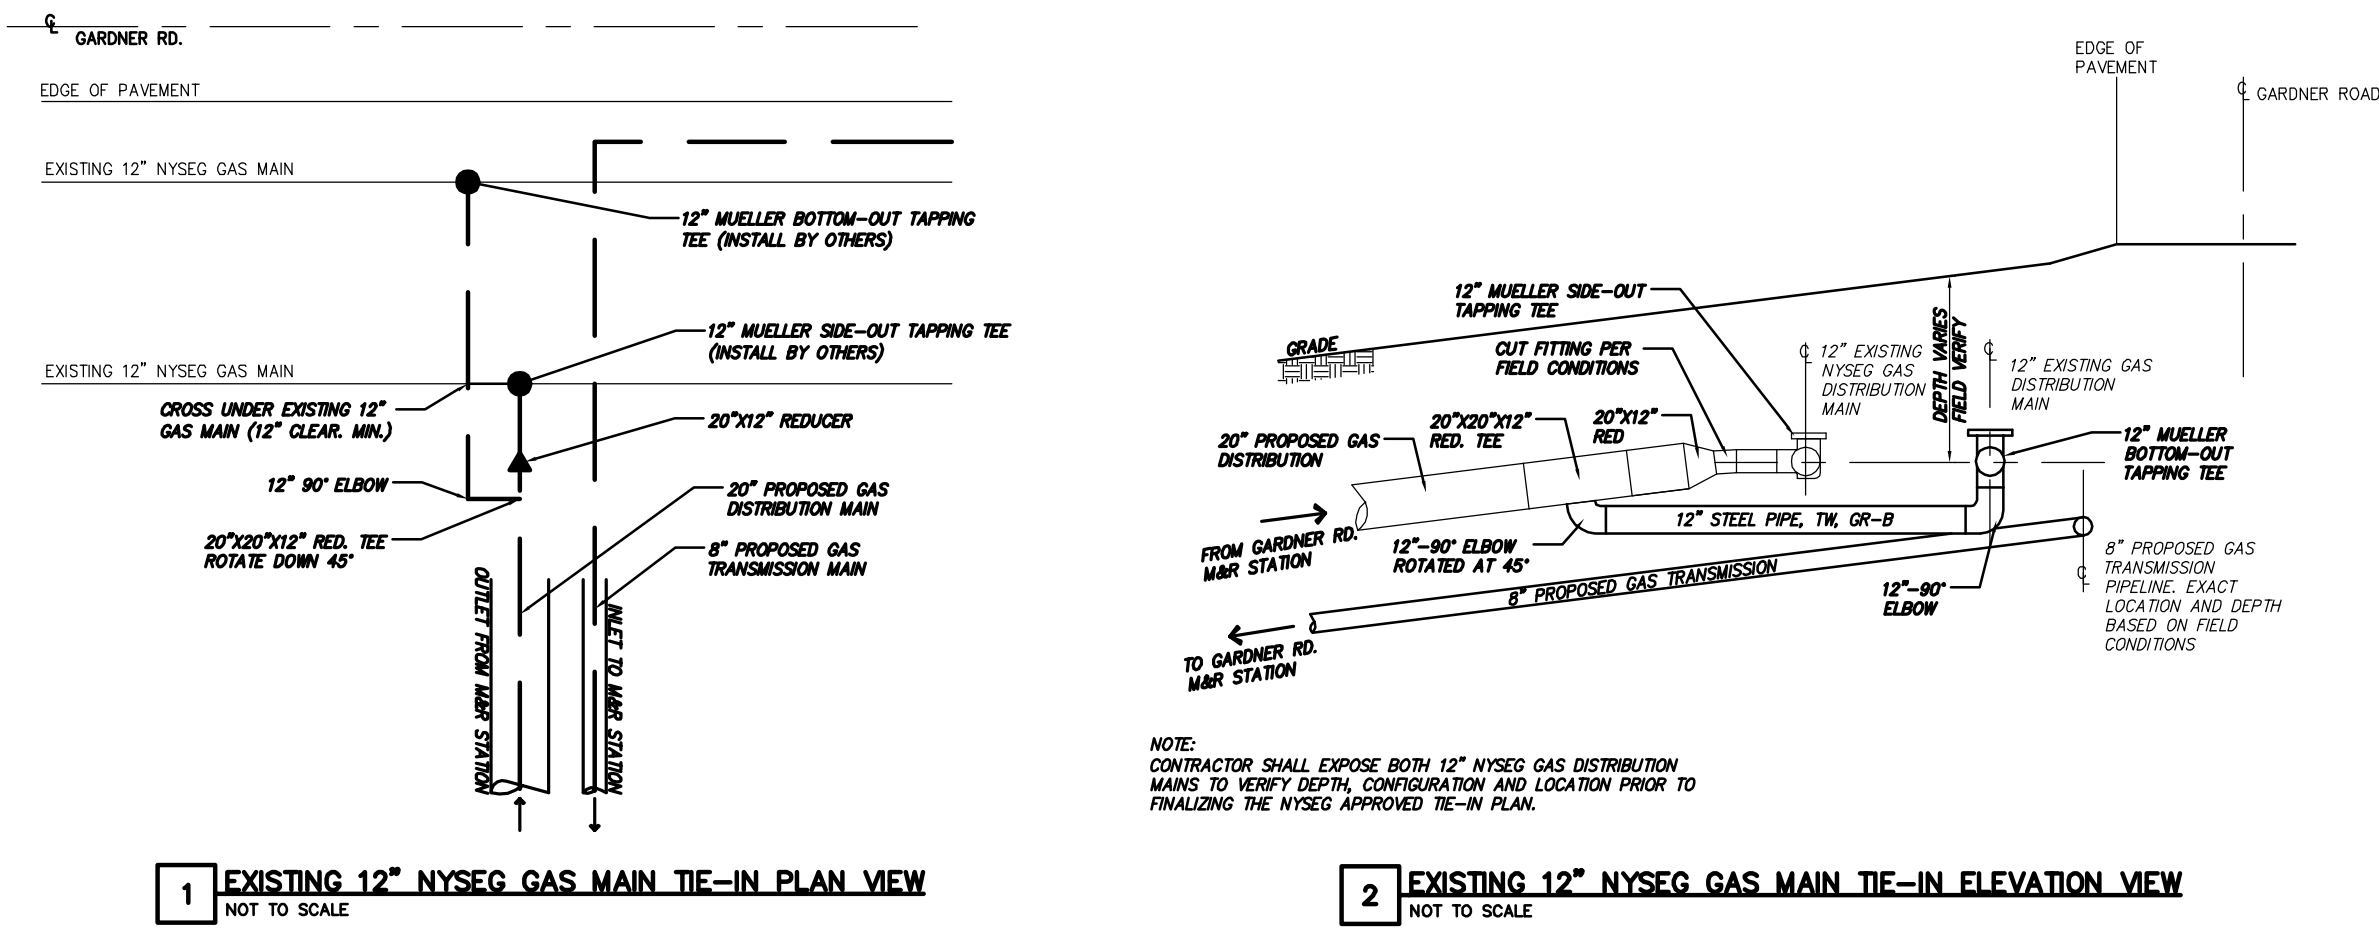 ℄
GARDNER RD.
EDGE OF PAVEMENT
EXISTING 12" NYSEG GAS MAIN
12" MUELLER BOTTOM-OUT TAPPING
TEE (INSTALL BY OTHERS)
12" MUELLER SIDE-OUT TAPPING TEE
(INSTALL BY OTHERS)
EXISTING 12" NYSEG GAS MAIN
CROSS UNDER EXISTING 12"
GAS MAIN (12" CLEAR. MIN.)
20"X12" REDUCER
12" 90° ELBOW
20" PROPOSED GAS
DISTRIBUTION MAIN
20"X20"X12" RED. TEE
ROTATE DOWN 45°
8" PROPOSED GAS
TRANSMISSION MAIN
OUTLET FROM M&R STATION
INLET TO M&R STATION
1
EXISTING 12" NYSEG GAS MAIN TIE-IN PLAN VIEW
NOT TO SCALE
EDGE OF
PAVEMENT
℄ GARDNER ROAD
12" MUELLER SIDE-OUT
TAPPING TEE
GRADE
CUT FITTING PER
FIELD CONDITIONS
℄ 12" EXISTING
NYSEG GAS
DISTRIBUTION
MAIN
DEPTH VARIES
FIELD VERIFY
℄ 12" EXISTING GAS
DISTRIBUTION
MAIN
20" PROPOSED GAS
DISTRIBUTION
20"X20"X12"
RED. TEE
20"X12"
RED
12" MUELLER
BOTTOM-OUT
TAPPING TEE
12" STEEL PIPE, TW, GR-B
FROM GARDNER RD.
M&R STATION
12"-90° ELBOW
ROTATED AT 45°
8" PROPOSED GAS TRANSMISSION
12"-90°
ELBOW
℄
8" PROPOSED GAS
TRANSMISSION
PIPELINE. EXACT
LOCATION AND DEPTH
BASED ON FIELD
CONDITIONS
TO GARDNER RD.
M&R STATION
NOTE:
CONTRACTOR SHALL EXPOSE BOTH 12" NYSEG GAS DISTRIBUTION
MAINS TO VERIFY DEPTH, CONFIGURATION AND LOCATION PRIOR TO
FINALIZING THE NYSEG APPROVED TIE-IN PLAN.
2
EXISTING 12" NYSEG GAS MAIN TIE-IN ELEVATION VIEW
NOT TO SCALE